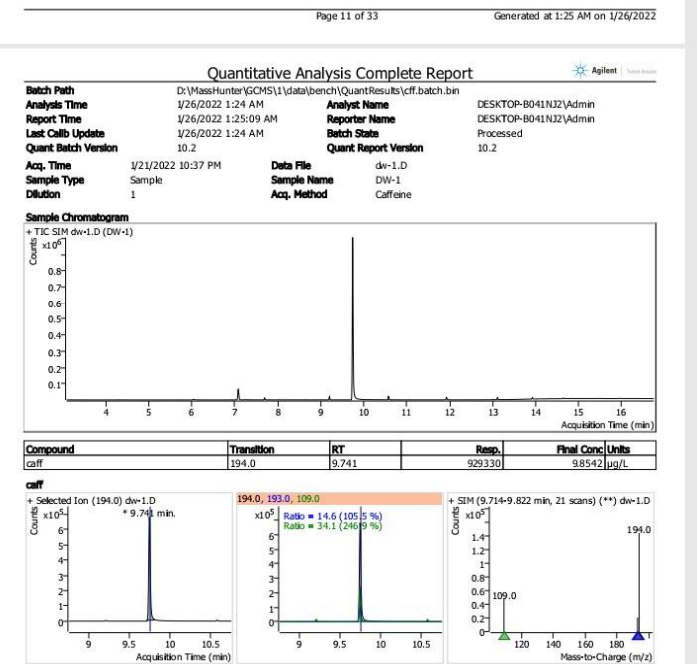 Page 11 of 33 Generated at 1:25 AM on 1/26/2022
Quantitative Analysis Complete Report
Agilent
Batch Path D:\MassHunter\GCMS\1\data\bench\QuantResults\cff.batch.bin
Analysis Time 1/26/2022 1:24 AM Analyst Name DESKTOP-B041NJ2\Admin
Report Time 1/26/2022 1:25:09 AM Reporter Name DESKTOP-B041NJ2\Admin
Last Calib Update 1/26/2022 1:24 AM Batch State Processed
Quant Batch Version 10.2 Quant Report Version 10.2
Acq. Time 1/21/2022 10:37 PM Data File dw-1.D
Sample Type Sample Sample Name DW-1
Dilution 1 Acq. Method Caffeine
Sample Chromatogram
+ TIC SIM dw-1.D (DW-1)
Counts
x10⁶
0.8
0.7
0.6
0.5
0.4
0.3
0.2
0.1
4 5 6 7 8 9 10 11 12 13 14 15 16
Acquisition Time (min)
Compound Transition RT Resp. Final Conc Units
caff 194.0 9.741 929330 9.8542 µg/L
caff
+ Selected Ion (194.0) dw-1.D
Counts
x10⁵
* 9.741 min.
6
5
4
3
2
1
0
9 9.5 10 10.5
Acquisition Time (min)
194.0, 193.0, 109.0
x10⁵
Ratio = 14.6 (105.5 %)
Ratio = 34.1 (246.9 %)
6
5
4
3
2
1
0
9 9.5 10 10.5
+ SIM (9.714-9.822 min, 21 scans) (**) dw-1.D
Counts
x10⁵
194.0
1.4
1.2
1
0.8
0.6
109.0
0.4
0.2
0
120 140 160 180
Mass-to-Charge (m/z)